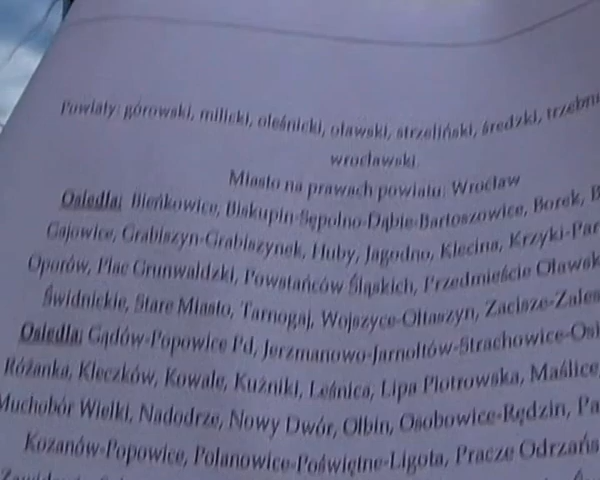 Powiaty: górowski, milicki, oleśnicki, oławski, strzeliński, średzki, trzebni
wrocławski.
Miasto na prawach powiatu: Wrocław
Osiedla: Bieńkowice, Biskupin-Sępolno-Dąbie-Bartoszowice, Borek, B
Gajowice, Grabiszyn-Grabiszynek, Huby, Jagodno, Klecina, Krzyki-Par
Oporów, Plac Grunwaldzki, Powstańców Śląskich, Przedmieście Oławsk
Świdnickie, Stare Miasto, Tarnogaj, Wojszyce-Ołtaszyn, Zacisze-Zales
Osiedla: Gądów-Popowice Pd, Jerzmanowo-Jarnołtów-Strachowice-Osi
Różanka, Kleczków, Kowale, Kuźniki, Leśnica, Lipa Piotrowska, Maślice,
Muchobór Wielki, Nadodrze, Nowy Dwór, Ołbin, Osobowice-Rędzin, Pa
Kozanów-Popowice, Polanowice-Poświętne-Ligota, Pracze Odrzańs